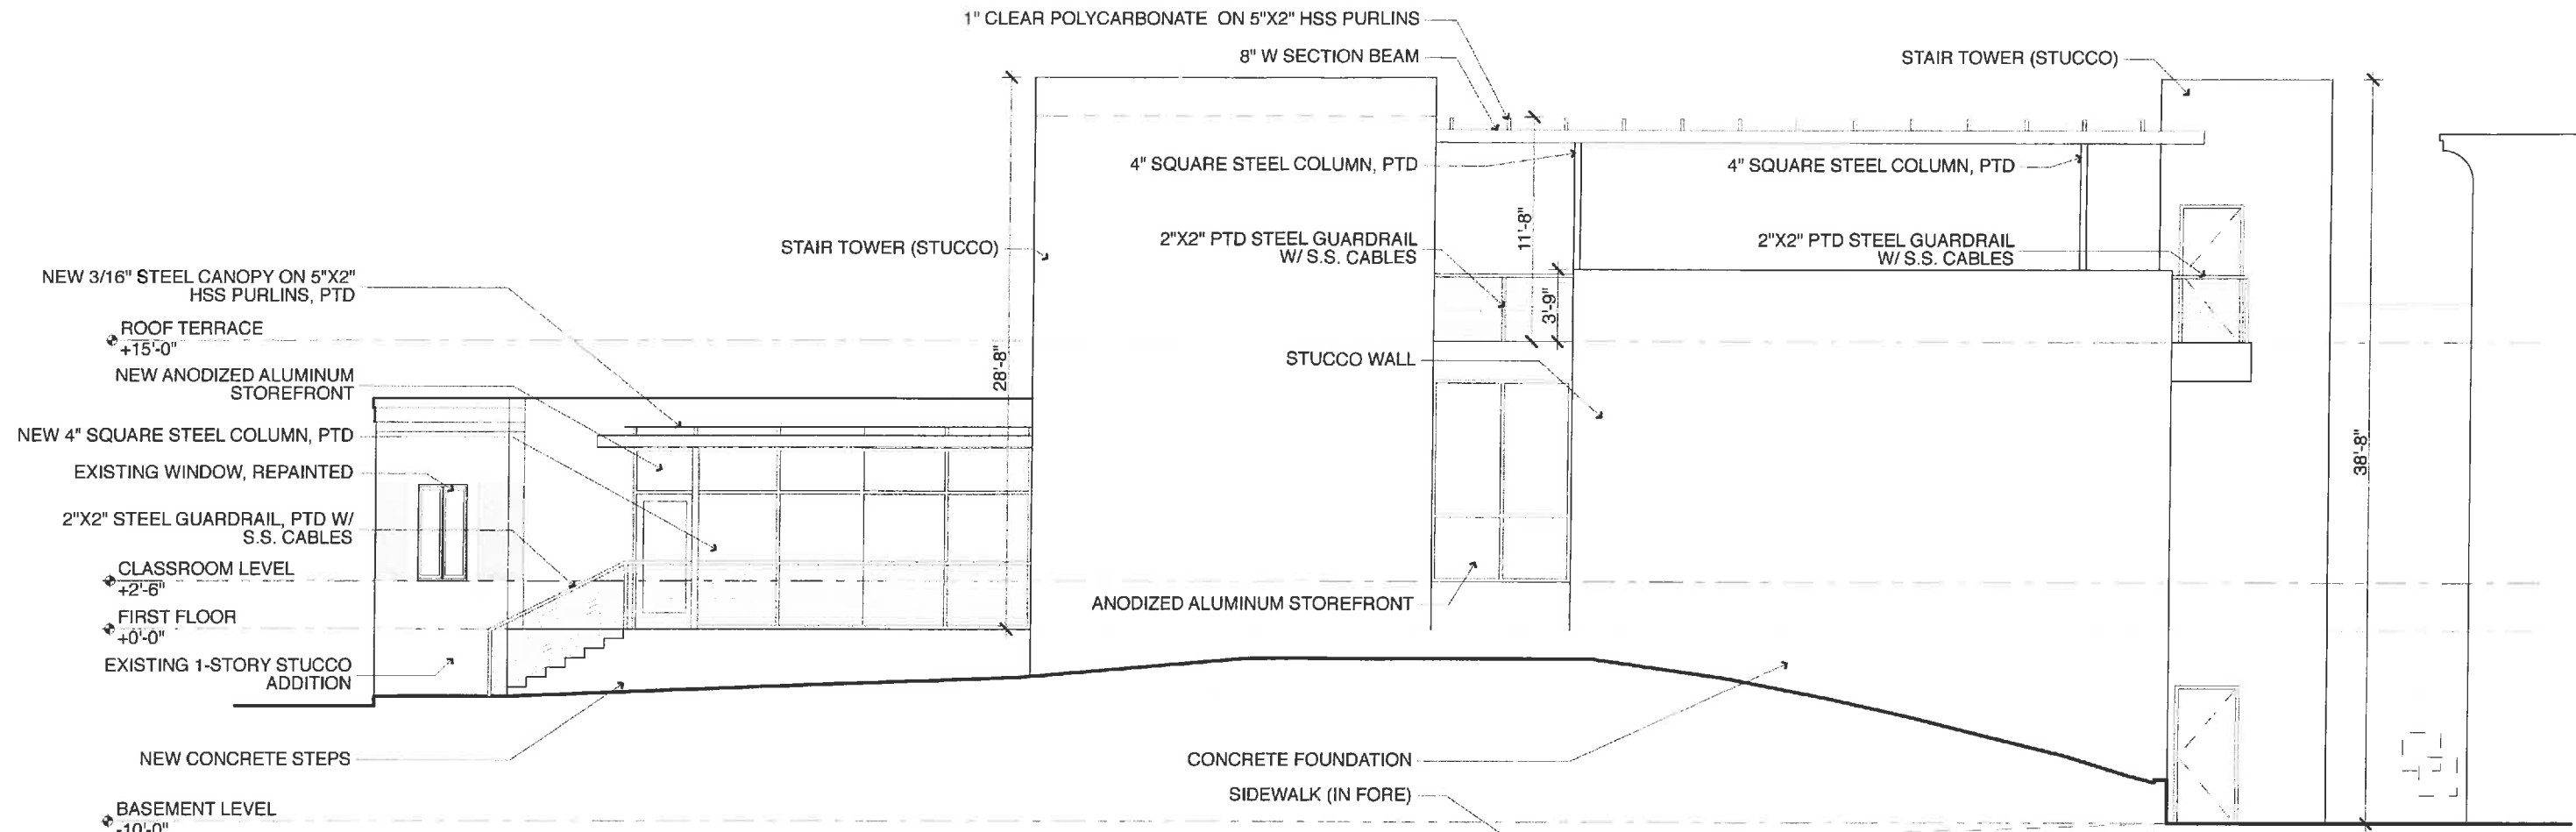 1" CLEAR POLYCARBONATE ON 5"X2" HSS PURLINS
8" W SECTION BEAM
STAIR TOWER (STUCCO)
4" SQUARE STEEL COLUMN, PTD
4" SQUARE STEEL COLUMN, PTD
STAIR TOWER (STUCCO)
2"X2" PTD STEEL GUARDRAIL
W/ S.S. CABLES
11'-8"
2"X2" PTD STEEL GUARDRAIL
W/ S.S. CABLES
NEW 3/16" STEEL CANOPY ON 5"X2"
HSS PURLINS, PTD
3'-9"
ROOF TERRACE
+15'-0"
28'-8"
STUCCO WALL
NEW ANODIZED ALUMINUM
STOREFRONT
NEW 4" SQUARE STEEL COLUMN, PTD
38'-8"
EXISTING WINDOW, REPAINTED
2"X2" STEEL GUARDRAIL, PTD W/
S.S. CABLES
CLASSROOM LEVEL
+2'-6"
ANODIZED ALUMINUM STOREFRONT
FIRST FLOOR
+0'-0"
EXISTING 1-STORY STUCCO
ADDITION
NEW CONCRETE STEPS
CONCRETE FOUNDATION
SIDEWALK (IN FORE)
BASEMENT LEVEL
-10'-0"